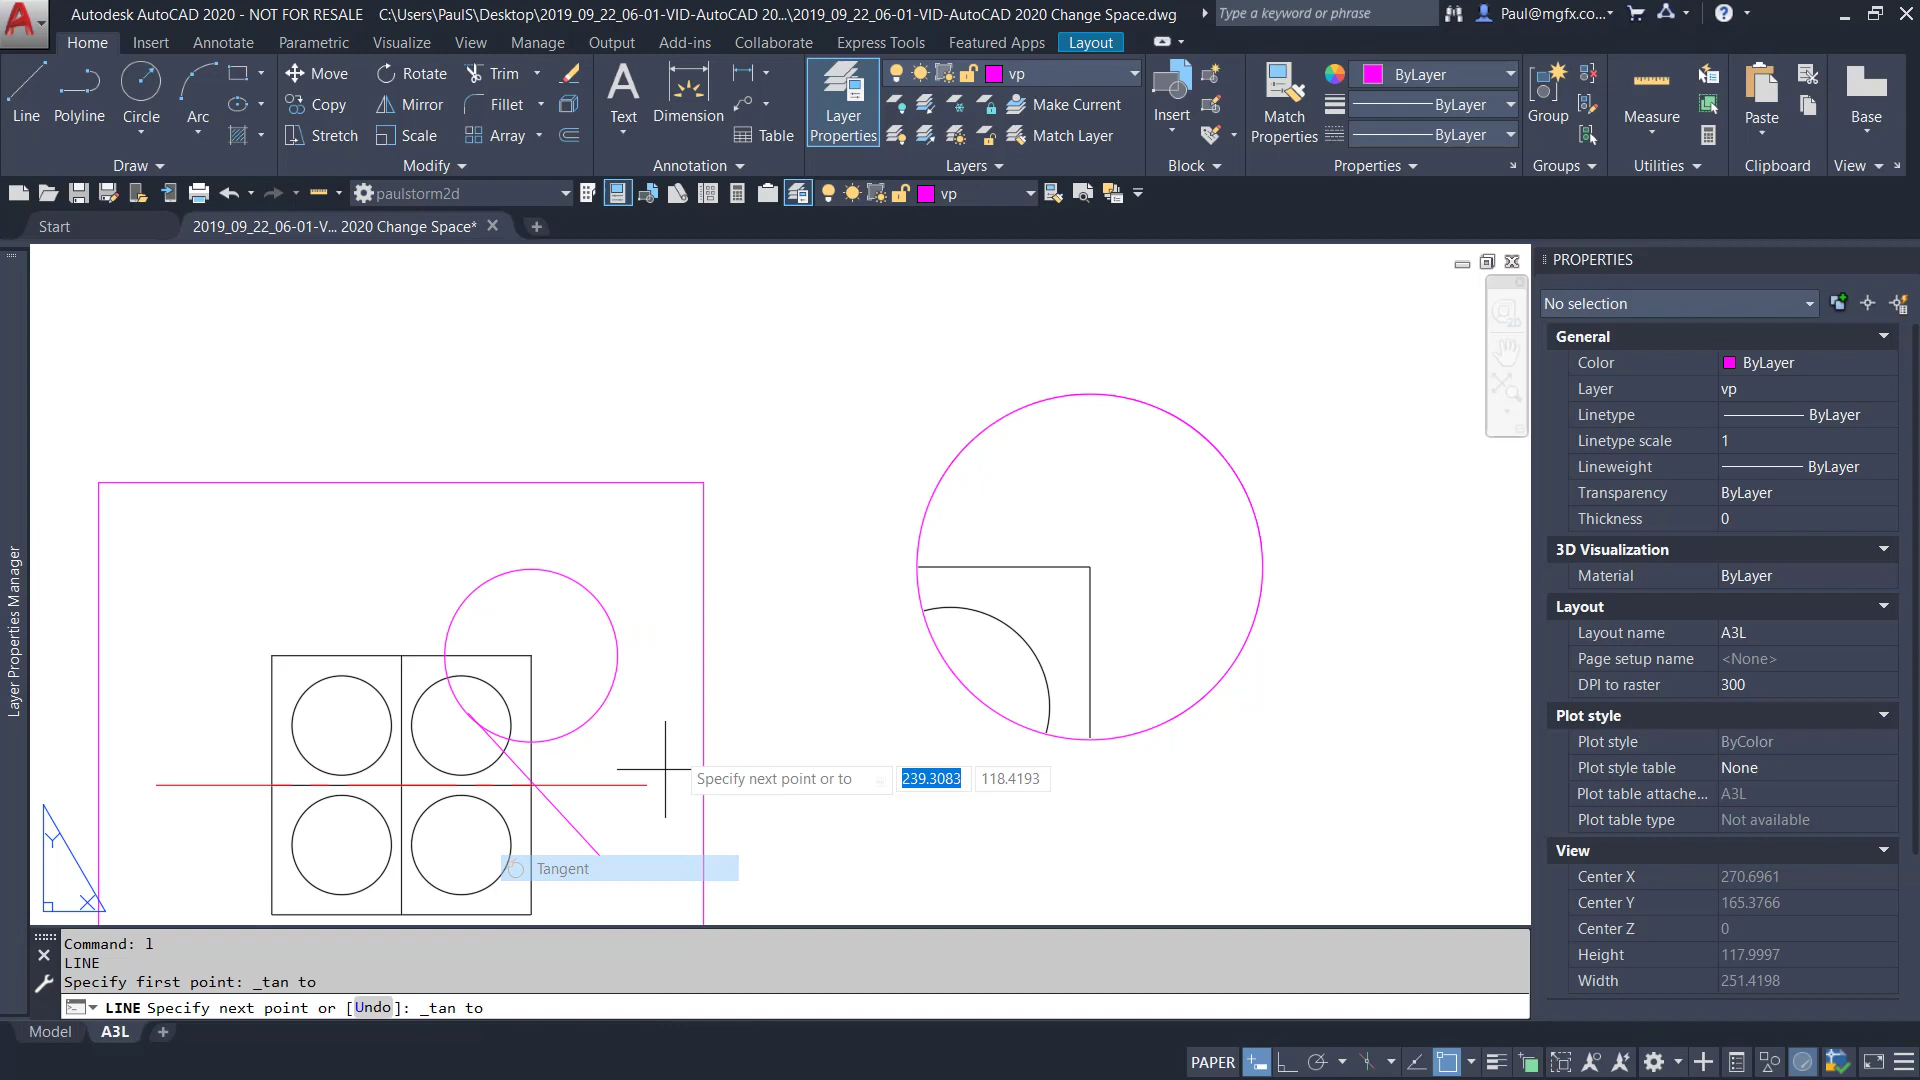 Autodesk AutoCAD 2020 - NOT FOR RESALE C:\Users\PaulS\Desktop\2019_09_22_06-01-VID-AutoCAD 20...\2019_09_22_06-01-VID-AutoCAD 2020 Change Space.dwg
Type a keyword or phrase
Paul@mgfx.co...
Home Insert Annotate Parametric Visualize View Manage Output Add-ins Collaborate Express Tools Featured Apps Layout
Line Polyline Circle Arc
Move Rotate Trim
Copy Mirror Fillet
Stretch Scale Array
Text Dimension Table
Layer Properties
vp
Make Current
Match Layer
Insert
Match Properties
ByLayer
ByLayer
ByLayer
Group
Measure
Paste
Base
Draw Modify Annotation Layers Block Properties Groups Utilities Clipboard View
paulstorm2d
vp
Start
2019_09_22_06-01-V... 2020 Change Space*
Layer Properties Manager
2D
Specify next point or to 239.3083 118.4193
Tangent
Y
X
PROPERTIES
No selection
General
Color ByLayer
Layer vp
Linetype ByLayer
Linetype scale 1
Lineweight ByLayer
Transparency ByLayer
Thickness 0
3D Visualization
Material ByLayer
Layout
Layout name A3L
Page setup name <None>
DPI to raster 300
Plot style
Plot style ByColor
Plot style table None
Plot table attache... A3L
Plot table type Not available
View
Center X 270.6961
Center Y 165.3766
Center Z 0
Height 117.9997
Width 251.4198
Command: l
LINE
Specify first point: _tan to
LINE Specify next point or [Undo]: _tan to
Model A3L
PAPER